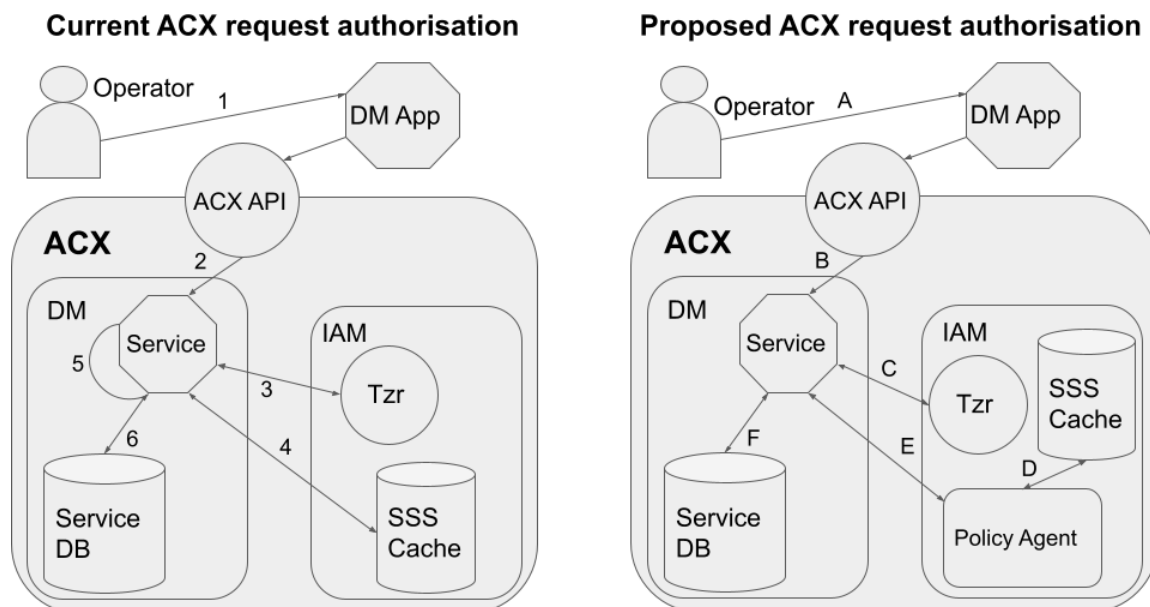 Current ACX request authorisation
Operator
1
DM App
ACX API
ACX
2
DM
Service
IAM
5
3
Tzr
6
4
Service
DB
SSS
Cache
Proposed ACX request authorisation
Operator
A
DM App
ACX API
ACX
B
DM
Service
IAM
C
Tzr
SSS
Cache
F
E
D
Service
DB
Policy Agent